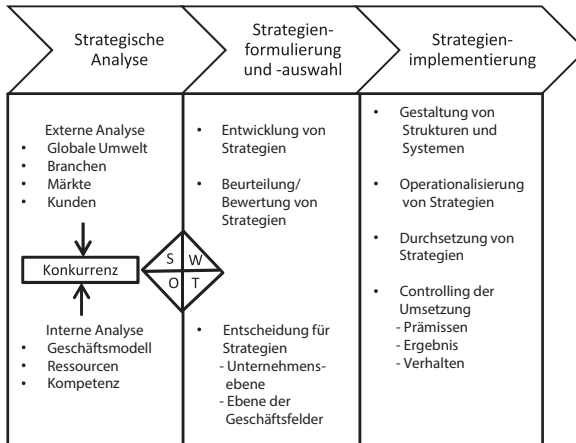 Strategische
Analyse
Strategien-
formulierung
und -auswahl
Strategien-
implementierung
Externe Analyse
• Globale Umwelt
• Branchen
• Märkte
• Kunden
Konkurrenz
Interne Analyse
• Geschäftsmodell
• Ressourcen
• Kompetenz
S W
O T
• Entwicklung von
Strategien
• Beurteilung/
Bewertung von
Strategien
• Entscheidung für
Strategien
- Unternehmens-
ebene
- Ebene der
Geschäftsfelder
• Gestaltung von
Strukturen und
Systemen
• Operationalisierung
von Strategien
• Durchsetzung von
Strategien
• Controlling der
Umsetzung
- Prämissen
- Ergebnis
- Verhalten